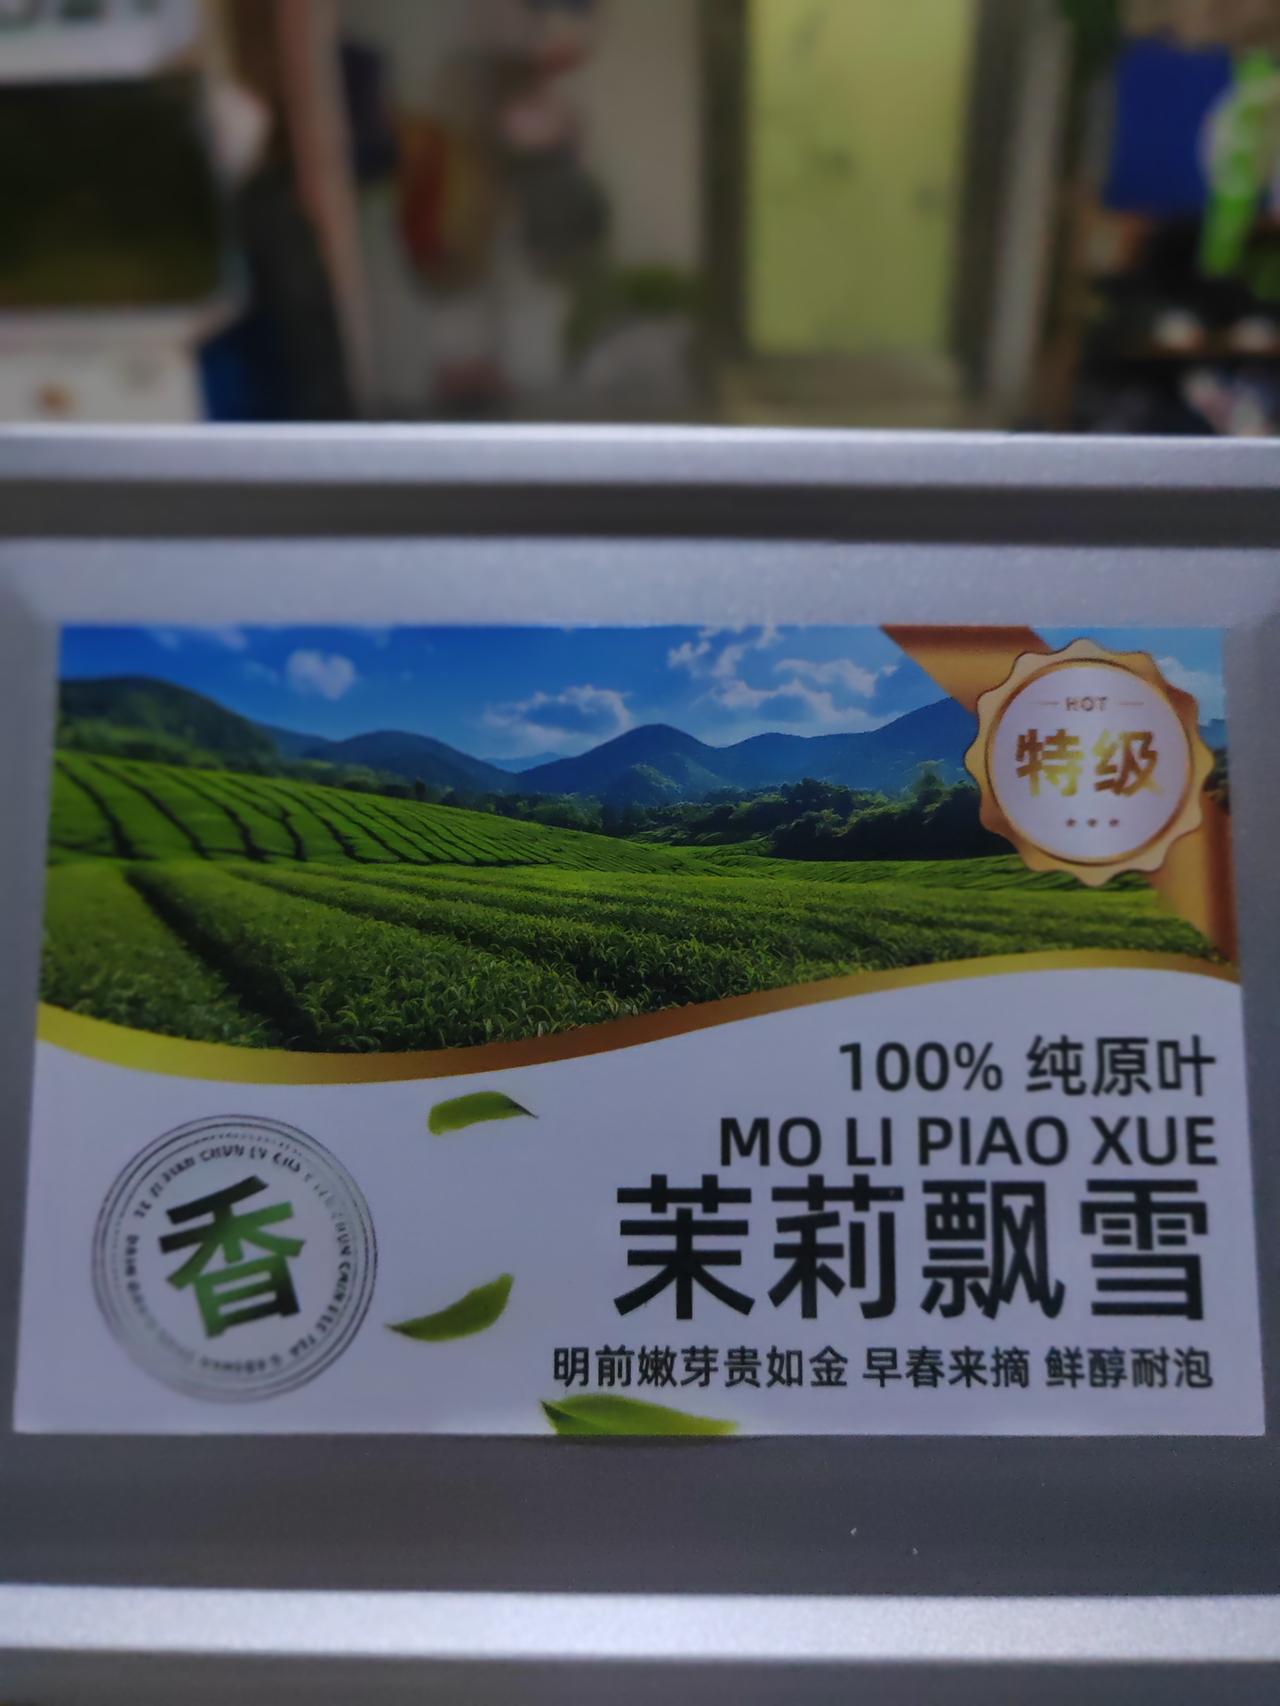 HOT
特级
100% 纯原叶
MO LI PIAO XUE
茉莉飘雪
明前嫩芽贵如金 早春来摘 鲜醇耐泡
香